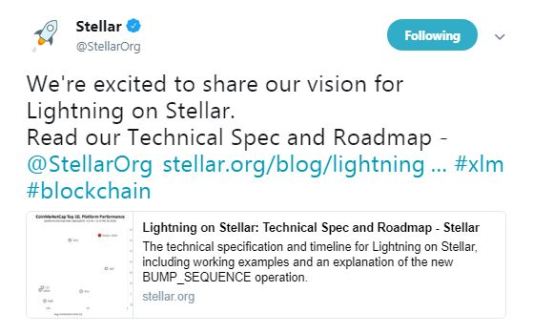 Stellar
@StellarOrg
Following
We're excited to share our vision for
Lightning on Stellar.
Read our Technical Spec and Roadmap -
@StellarOrg stellar.org/blog/lightning ... #xlm
#blockchain
CoinMarketCap Top 10, Platform Performance
Lightning on Stellar: Technical Spec and Roadmap - Stellar
The technical specification and timeline for Lightning on Stellar,
including working examples and an explanation of the new
BUMP_SEQUENCE operation.
stellar.org